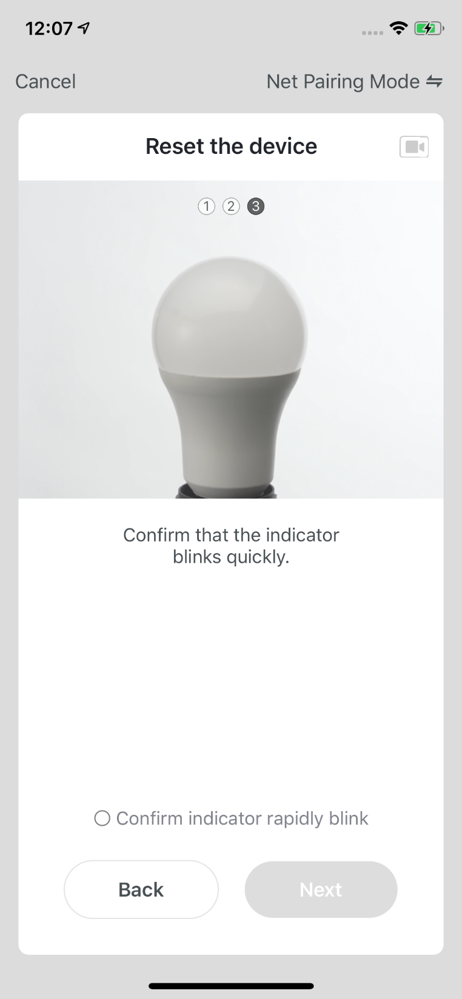 12:07
Cancel
Net Pairing Mode
Reset the device
1 2 3
Confirm that the indicator
blinks quickly.
Confirm indicator rapidly blink
Back
Next